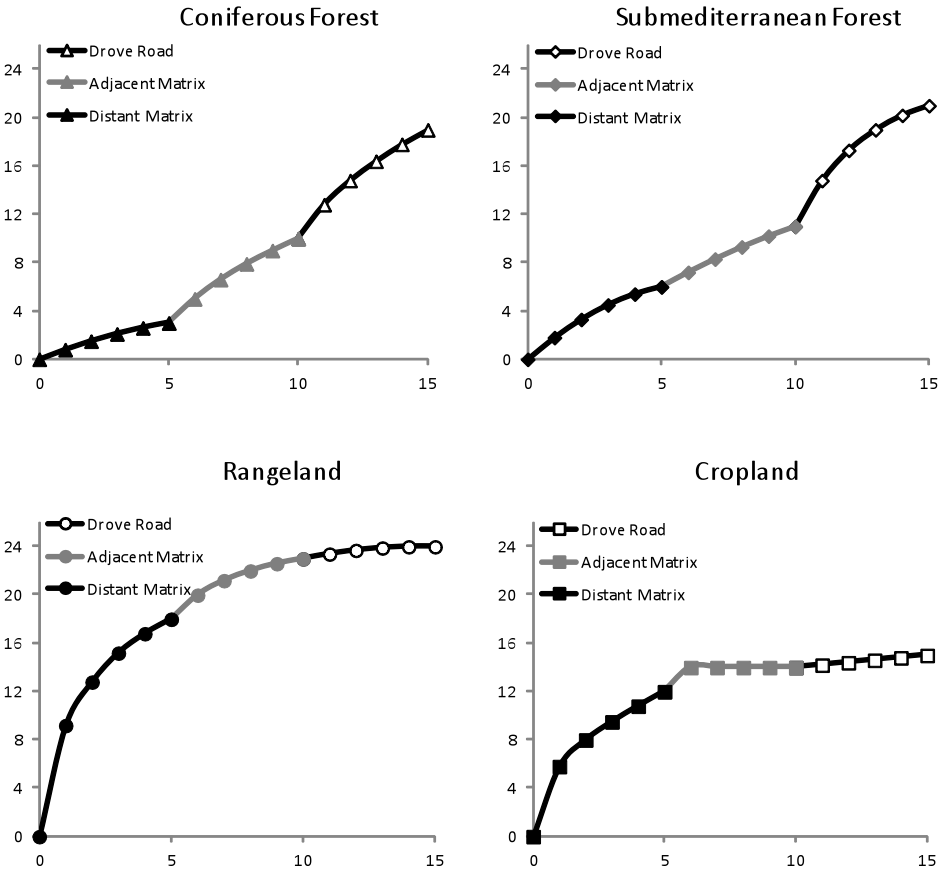 Coniferous Forest
Drove Road
Adjacent Matrix
Distant Matrix
24
20
16
12
8
4
0
0 5 10 15
Submediterranean Forest
Drove Road
Adjacent Matrix
Distant Matrix
24
20
16
12
8
4
0
0 5 10 15
Rangeland
Drove Road
Adjacent Matrix
Distant Matrix
24
20
16
12
8
4
0
0 5 10 15
Cropland
Drove Road
Adjacent Matrix
Distant Matrix
24
20
16
12
8
4
0
0 5 10 15